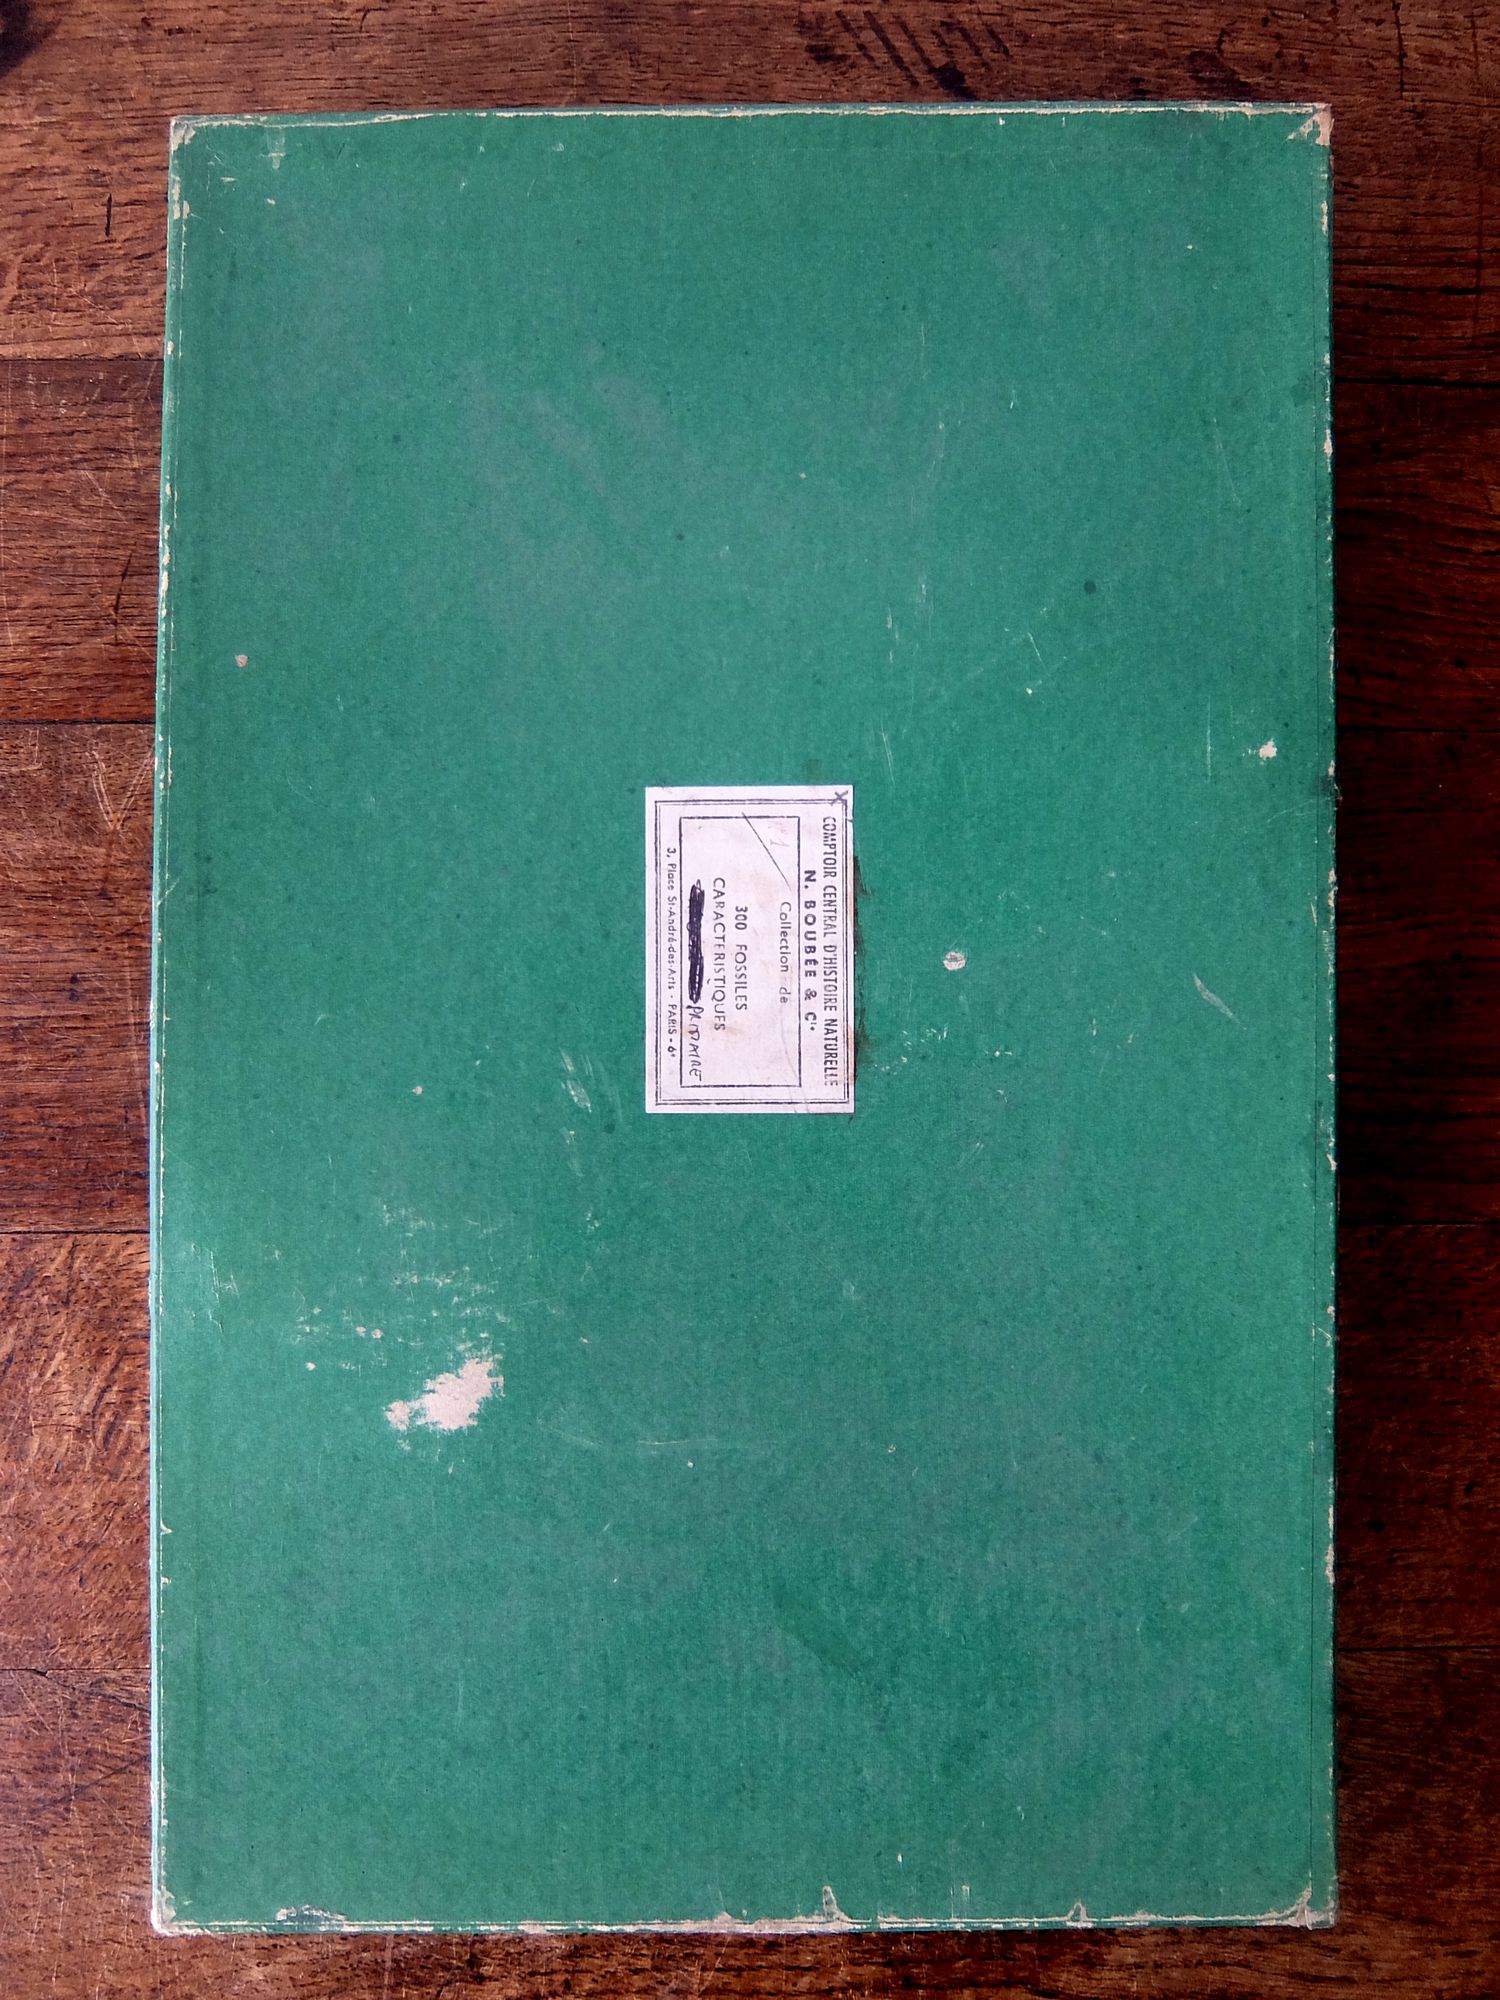 COMPTOIR CENTRAL D'HISTOIRE NATURELLE
N. BOUBÉE & Cie
Collection de
300 FOSSILES
CARACTERISTIQUES
PRIMAIRE
3, Place St-André-des-Arts - PARIS - 6e